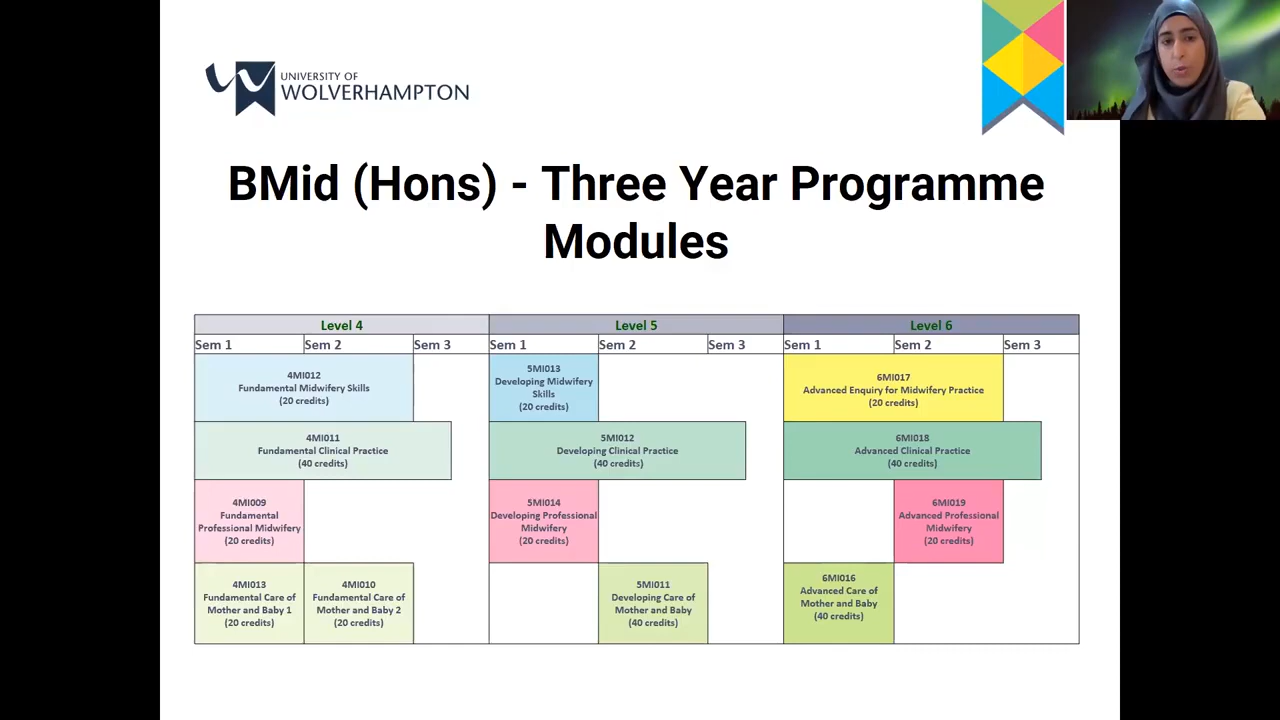 UNIVERSITY OF
WOLVERHAMPTON
BMid (Hons) - Three Year Programme
Modules
Level 4
Level 5
Level 6
Sem 1
Sem 2
Sem 3
Sem 1
Sem 2
Sem 3
Sem 1
Sem 2
Sem 3
4MI012
Fundamental Midwifery Skills
(20 credits)
5MI013
Developing Midwifery
Skills
(20 credits)
6MI017
Advanced Enquiry for Midwifery Practice
(20 credits)
4MI011
Fundamental Clinical Practice
(40 credits)
5MI012
Developing Clinical Practice
(40 credits)
6MI018
Advanced Clinical Practice
(40 credits)
4MI009
Fundamental
Professional Midwifery
(20 credits)
5MI014
Developing Professional
Midwifery
(20 credits)
6MI019
Advanced Professional
Midwifery
(20 credits)
4MI013
Fundamental Care of
Mother and Baby 1
(20 credits)
4MI010
Fundamental Care of
Mother and Baby 2
(20 credits)
5MI011
Developing Care of
Mother and Baby
(40 credits)
6MI016
Advanced Care of
Mother and Baby
(40 credits)